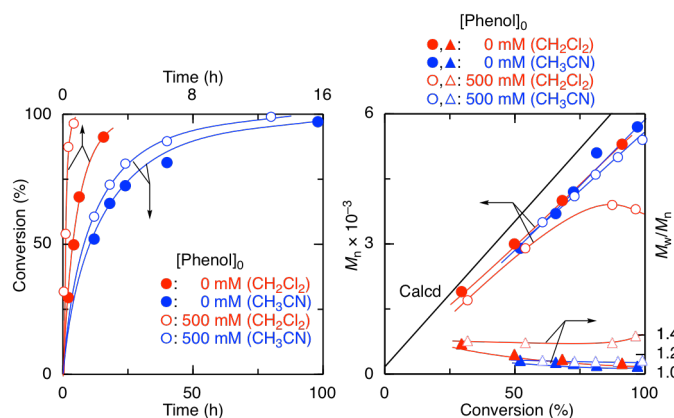 [Phenol]0
●,▲: 0 mM (CH2Cl2)
●,▲: 0 mM (CH3CN)
○,△: 500 mM (CH2Cl2)
○,△: 500 mM (CH3CN)
Time (h)
0 8 16
100
50
0
Conversion (%)
[Phenol]0
●: 0 mM (CH2Cl2)
●: 0 mM (CH3CN)
○: 500 mM (CH2Cl2)
○: 500 mM (CH3CN)
0 50 100
Time (h)
6
3
0
Mn × 10−3
Calcd
Mw/Mn
1.4
1.2
1.0
50 100
Conversion (%)